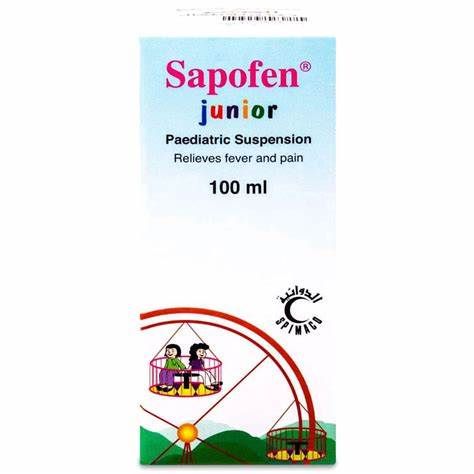 Sapofen®
junior
Paediatric Suspension
Relieves fever and pain
100 ml
الدوائية
SPIMACO